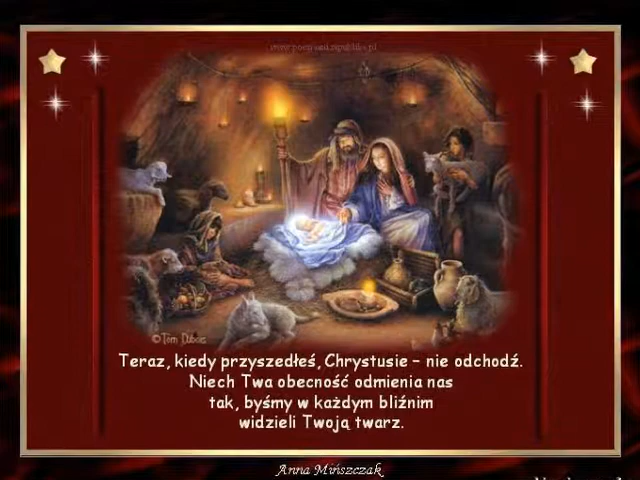 ©Tom Dubois
Teraz, kiedy przyszedłeś, Chrystusie – nie odchodź.
Niech Twa obecność odmienia nas
tak, byśmy w każdym bliźnim
widzieli Twoją twarz.
Anna Mińszczak